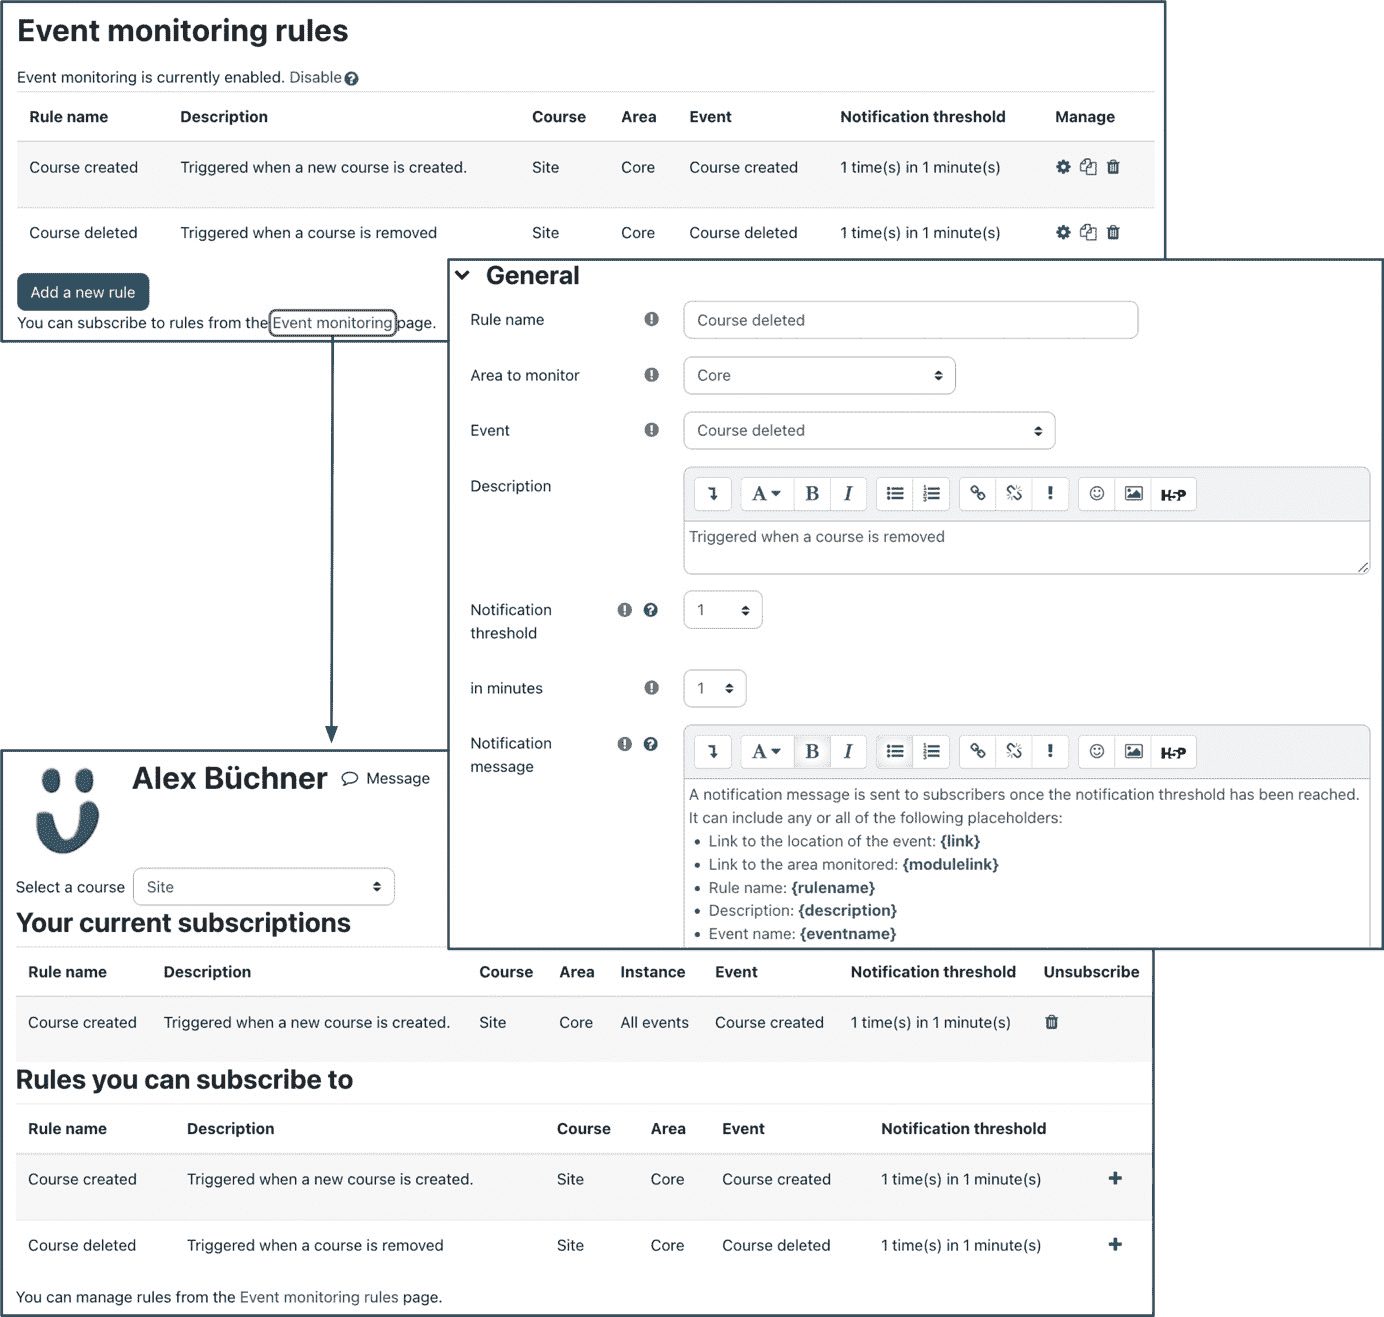 Event monitoring rules
Event monitoring is currently enabled. Disable
Rule name Description Course Area Event Notification threshold Manage
Course created Triggered when a new course is created. Site Core Course created 1 time(s) in 1 minute(s)
Course deleted Triggered when a course is removed Site Core Course deleted 1 time(s) in 1 minute(s)
Add a new rule
You can subscribe to rules from the Event monitoring page.
General
Rule name Course deleted
Area to monitor Core
Event Course deleted
Description
A B I H5P
Triggered when a course is removed
Notification
threshold
1
in minutes 1
Notification
message
A B I H5P
A notification message is sent to subscribers once the notification threshold has been reached.
It can include any or all of the following placeholders:
• Link to the location of the event: {link}
• Link to the area monitored: {modulelink}
• Rule name: {rulename}
• Description: {description}
• Event name: {eventname}
Alex Büchner Message
Select a course Site
Your current subscriptions
Rule name Description Course Area Instance Event Notification threshold Unsubscribe
Course created Triggered when a new course is created. Site Core All events Course created 1 time(s) in 1 minute(s)
Rules you can subscribe to
Rule name Description Course Area Event Notification threshold
Course created Triggered when a new course is created. Site Core Course created 1 time(s) in 1 minute(s)
Course deleted Triggered when a course is removed Site Core Course deleted 1 time(s) in 1 minute(s)
You can manage rules from the Event monitoring rules page.